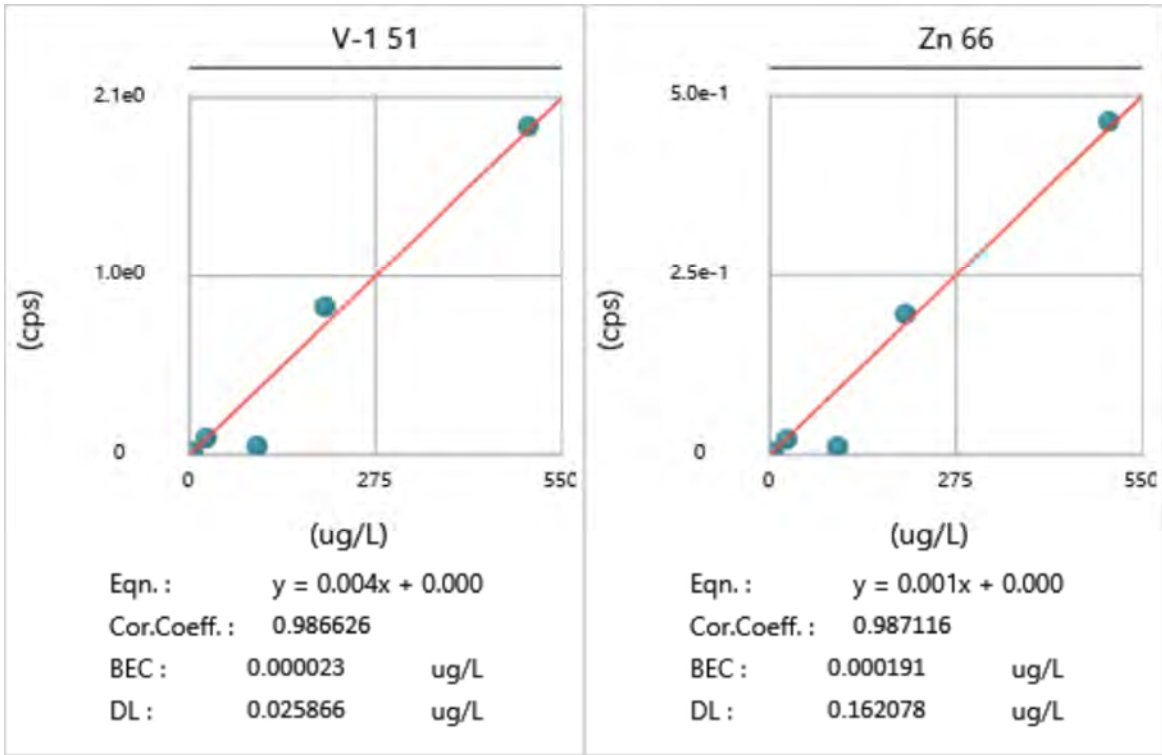 V-1 51
2.1e0
1.0e0
0
(cps)
0 275 550
(ug/L)
Eqn. : y = 0.004x + 0.000
Cor.Coeff. : 0.986626
BEC : 0.000023 ug/L
DL : 0.025866 ug/L
Zn 66
5.0e-1
2.5e-1
0
(cps)
0 275 550
(ug/L)
Eqn. : y = 0.001x + 0.000
Cor.Coeff. : 0.987116
BEC : 0.000191 ug/L
DL : 0.162078 ug/L